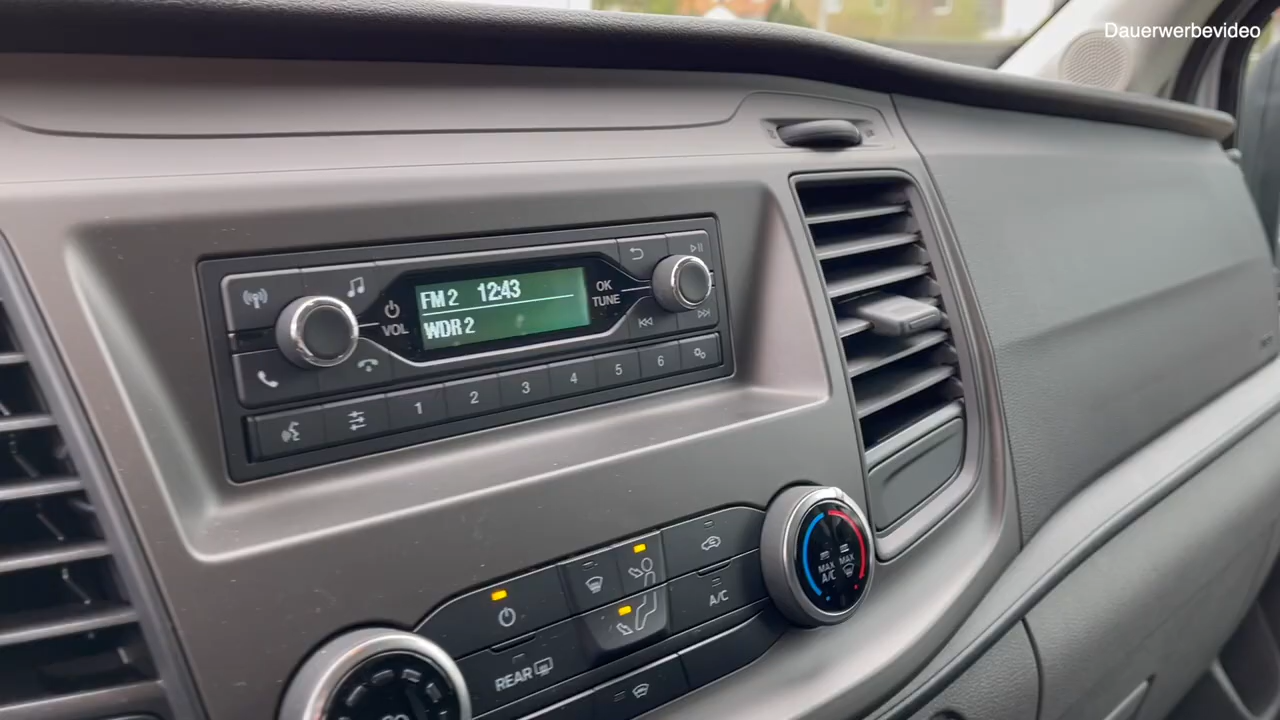 Dauerwerbevideo
FM 2 12:43
WDR 2
VOL
OK
TUNE
1 2 3 4 5 6
MAX
A/C
MAX
A/C
REAR